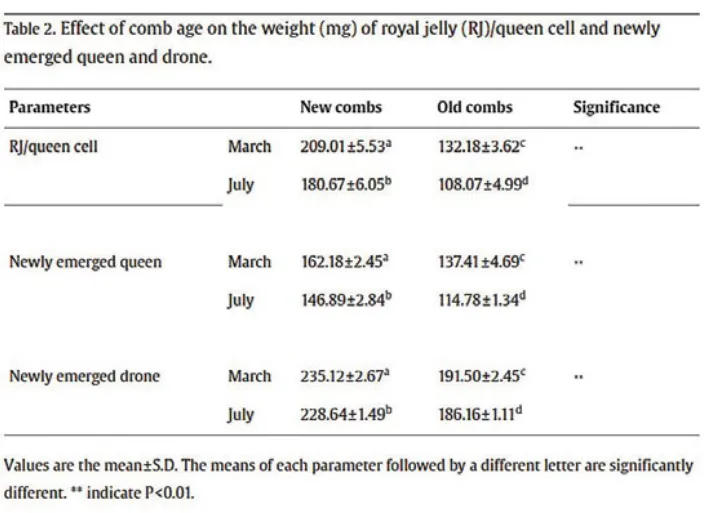 Table 2. Effect of comb age on the weight (mg) of royal jelly (RJ)/queen cell and newly
emerged queen and drone.
Parameters New combs Old combs Significance
RJ/queen cell March 209.01±5.53ᵃ 132.18±3.62ᶜ **
July 180.67±6.05ᵇ 108.07±4.99ᵈ
Newly emerged queen March 162.18±2.45ᵃ 137.41±4.69ᶜ **
July 146.89±2.84ᵇ 114.78±1.34ᵈ
Newly emerged drone March 235.12±2.67ᵃ 191.50±2.45ᶜ **
July 228.64±1.49ᵇ 186.16±1.11ᵈ
Values are the mean±S.D. The means of each parameter followed by a different letter are significantly
different. ** indicate P<0.01.